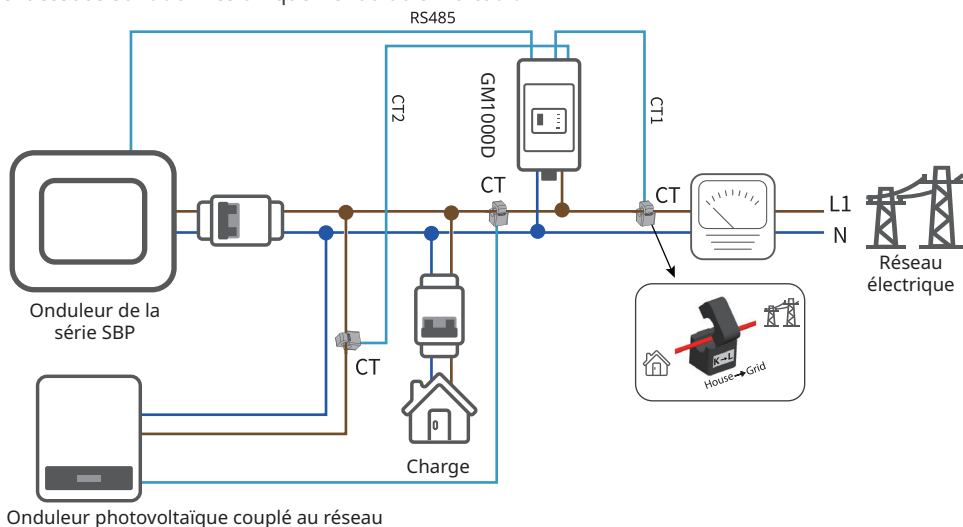 RS485
GM1000D
CT2
CT1
CT
CT
L1
N
Réseau
électrique
Onduleur de la
série SBP
CT
K→L
House→Grid
Charge
Onduleur photovoltaïque couplé au réseau